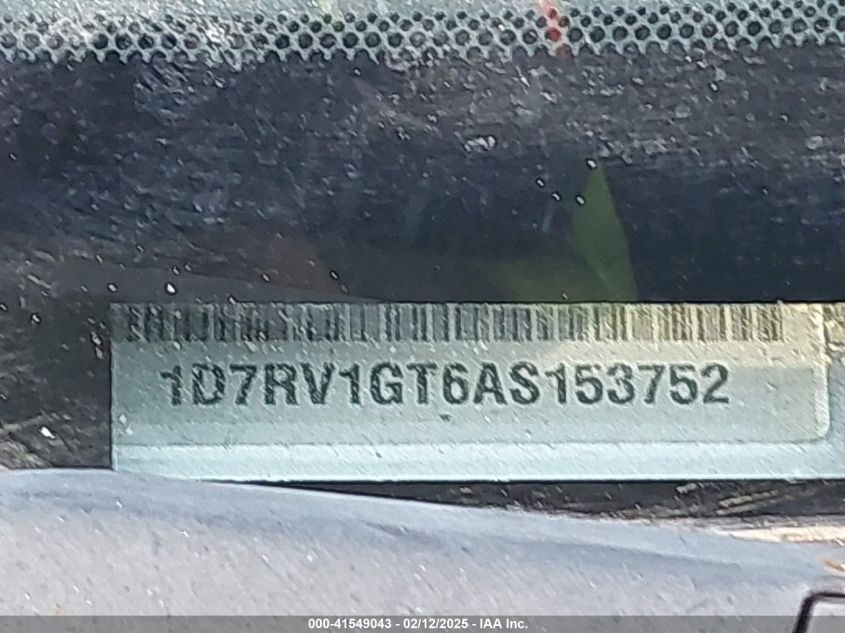 1D7RV1GT6AS153752
000-41549043 - 02/12/2025 - IAA Inc.